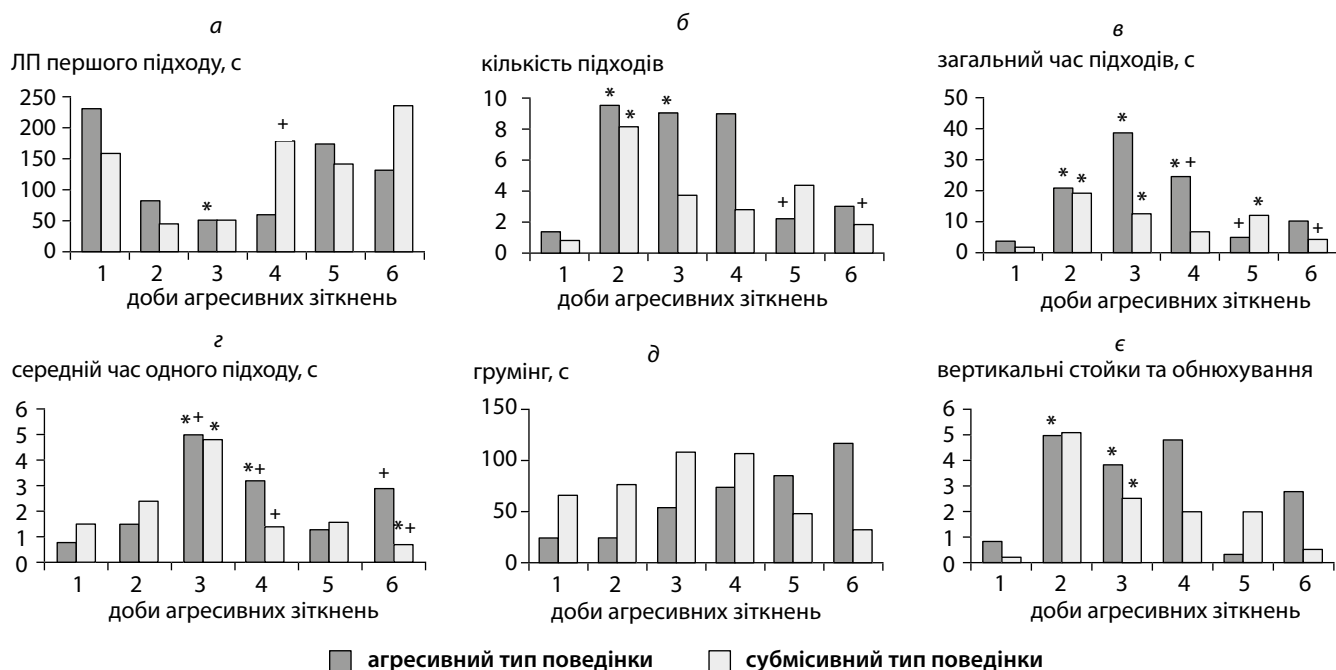 а
ЛП першого підходу, с
250
200
150
100
50
0
*
+
1 2 3 4 5 6
доби агресивних зіткнень
б
кількість підходів
10
8
6
4
2
0
* * * + +
1 2 3 4 5 6
доби агресивних зіткнень
в
загальний час підходів, с
50
40
30
20
10
0
* * * * * + + * +
1 2 3 4 5 6
доби агресивних зіткнень
г
середній час одного підходу, с
6
5
4
3
2
1
0
*+ * *+ + + *+
1 2 3 4 5 6
доби агресивних зіткнень
д
грумінг, с
150
100
50
0
1 2 3 4 5 6
доби агресивних зіткнень
є
вертикальні стойки та обнюхування
6
5
4
3
2
1
0
* * *
1 2 3 4 5 6
доби агресивних зіткнень
агресивний тип поведінки субмісивний тип поведінки